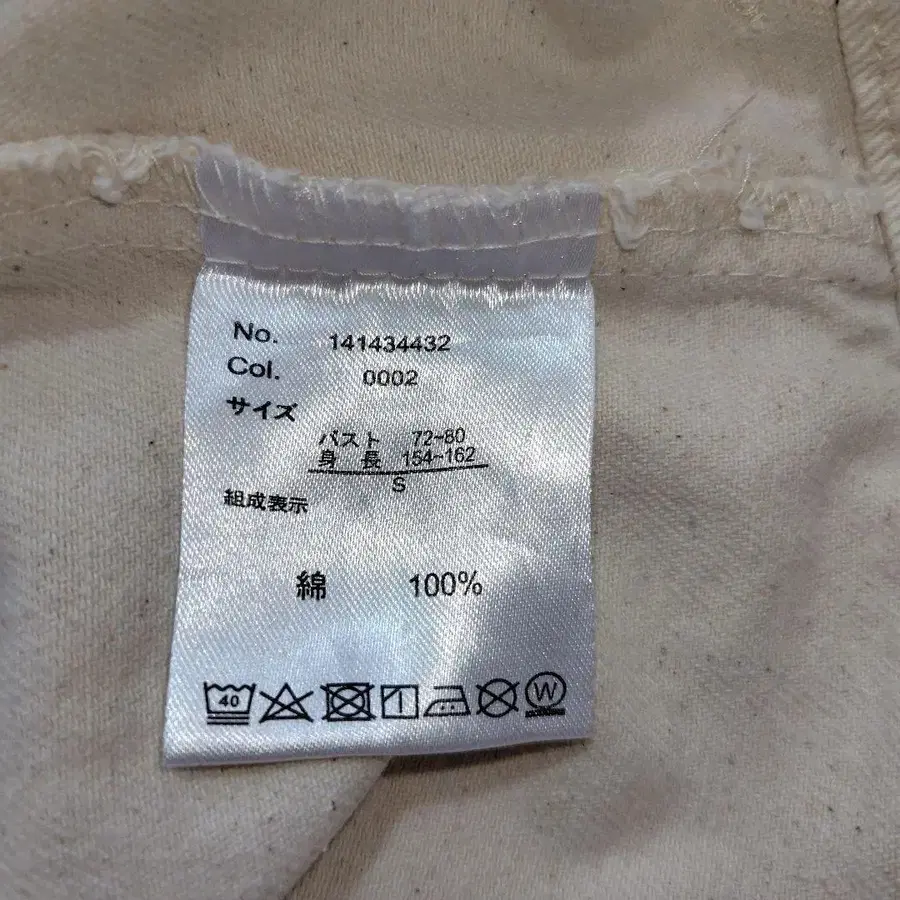 No. 141434432
Col. 0002
サイズ
バスト 72~80
身長 154~162
S
組成表示
綿 100%
40
W